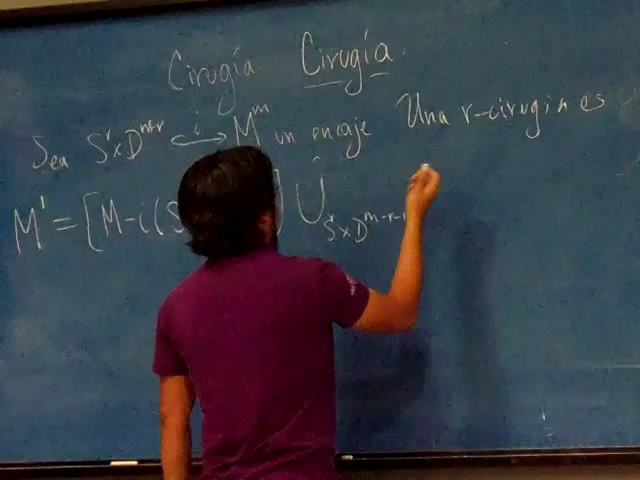 Cirugía Cirugía.
Sea S^r × D^{m-r} ↪^i M^m un encaje Una r-cirugía es
M' = [M - i(S ] ∪_{S^r × D^{m-r-1}}